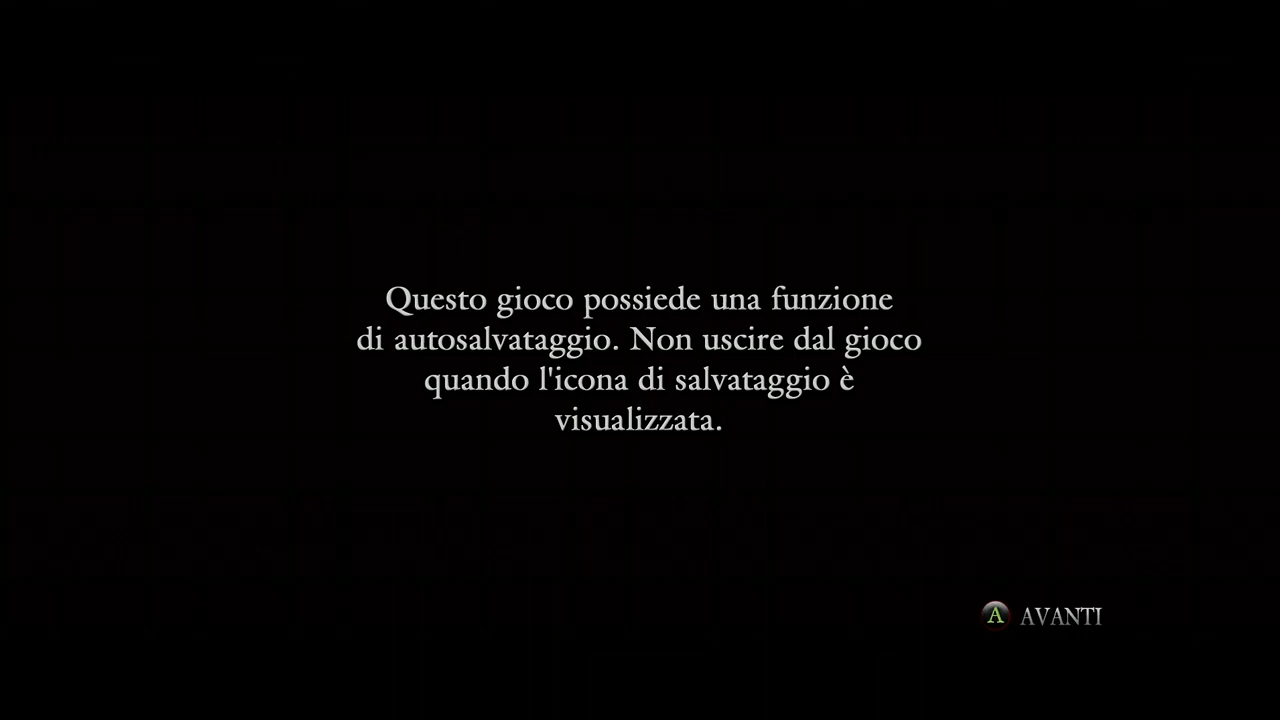 Questo gioco possiede una funzione
di autosalvataggio. Non uscire dal gioco
quando l'icona di salvataggio è
visualizzata.
A AVANTI